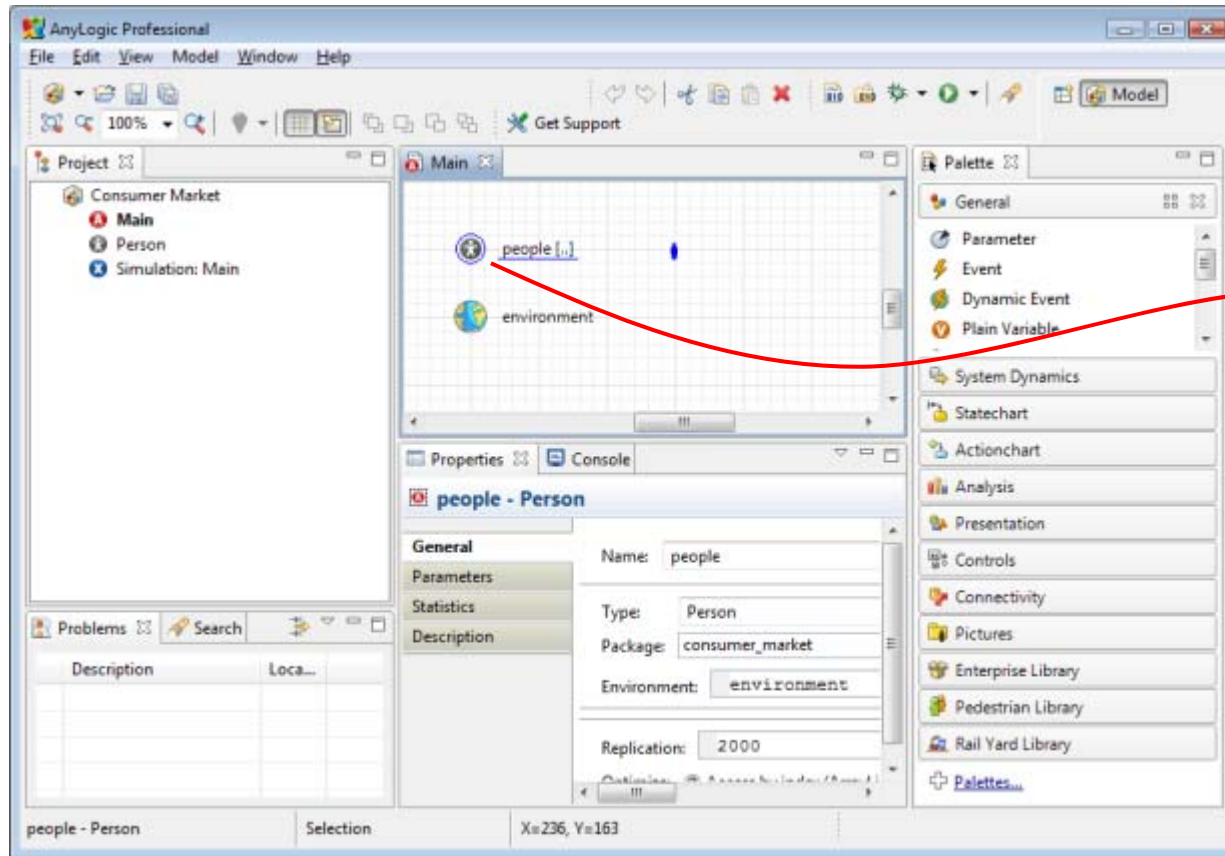 AnyLogic Professional
File Edit View Model Window Help
Model
100% Get Support
Project
Consumer Market
Main
Person
Simulation: Main
Main
people [..]
environment
Palette
General
Parameter
Event
Dynamic Event
Plain Variable
System Dynamics
Statechart
Actionchart
Analysis
Presentation
Controls
Connectivity
Pictures
Enterprise Library
Pedestrian Library
Rail Yard Library
Palettes...
Properties Console
people - Person
General
Parameters
Statistics
Description
Name: people
Type: Person
Package: consumer_market
Environment: environment
Replication: 2000
Problems Search
Description Loca...
people - Person Selection X=236, Y=163